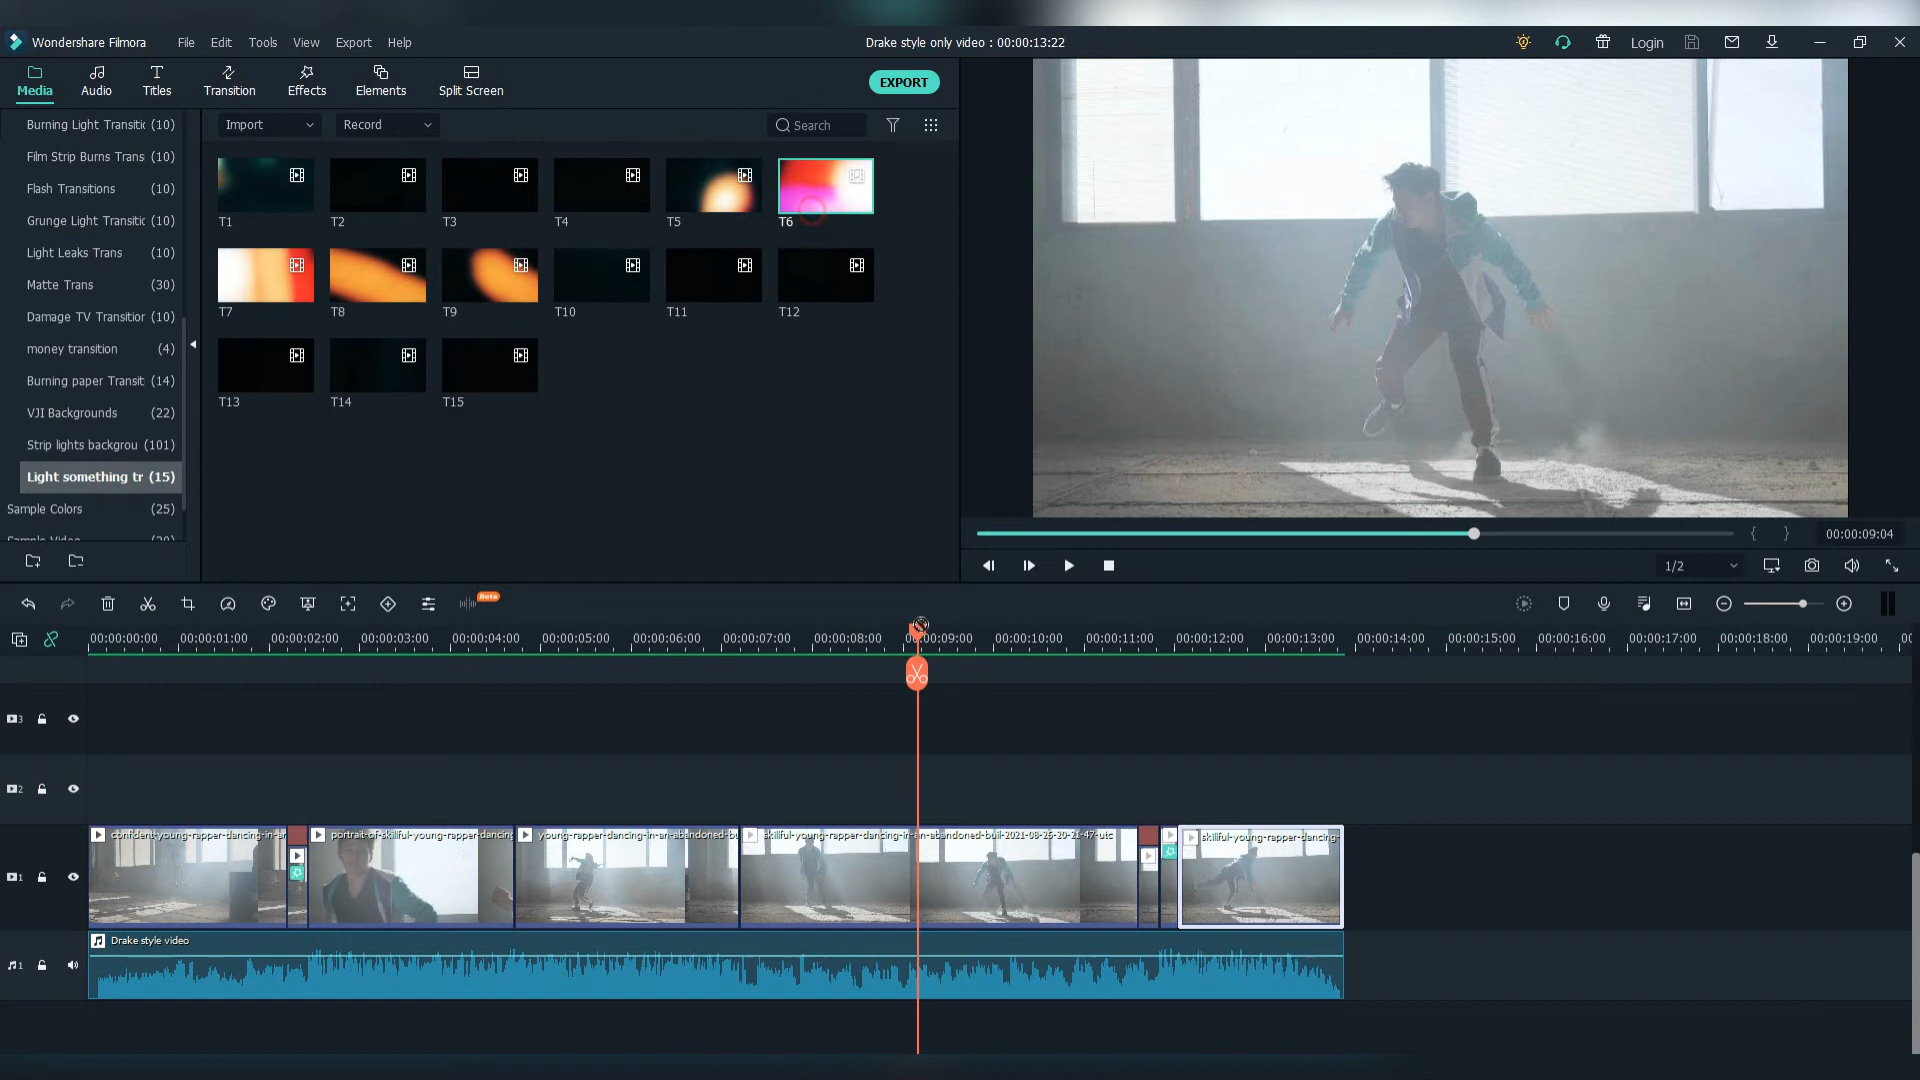 Wondershare Filmora File Edit Tools View Export Help Drake style only video : 00:00:13:22 Login
Media Audio Titles Transition Effects Elements Split Screen EXPORT
Import Record Search
Burning Light Transitic (10)
Film Strip Burns Trans (10)
Flash Transitions (10)
Grunge Light Transitic (10)
Light Leaks Trans (10)
Matte Trans (30)
Damage TV Transitior (10)
money transition (4)
Burning paper Transit (14)
VJI Backgrounds (22)
Strip lights backgrou (101)
Light something tr (15)
Sample Colors (25)
Sample Video (20)
T1 T2 T3 T4 T5 T6
T7 T8 T9 T10 T11 T12
T13 T14 T15
{ } 00:00:09:04
1/2
Beta
00:00:00:00 00:00:01:00 00:00:02:00 00:00:03:00 00:00:04:00 00:00:05:00 00:00:06:00 00:00:07:00 00:00:08:00 00:00:09:00 00:00:10:00 00:00:11:00 00:00:12:00 00:00:13:00 00:00:14:00 00:00:15:00 00:00:16:00 00:00:17:00 00:00:18:00 00:00:19:00
3
2
1 confident-young-rapper-dancing-in-ar portrait-of-skillful-young-rapper-dancing young-rapper-dancing-in-an-abandoned-bu skillful-young-rapper-dancing-in-an-abandoned-buil-2021-08-26-20-21-47-utc skillful-young-rapper-dancing-
Drake style video
1